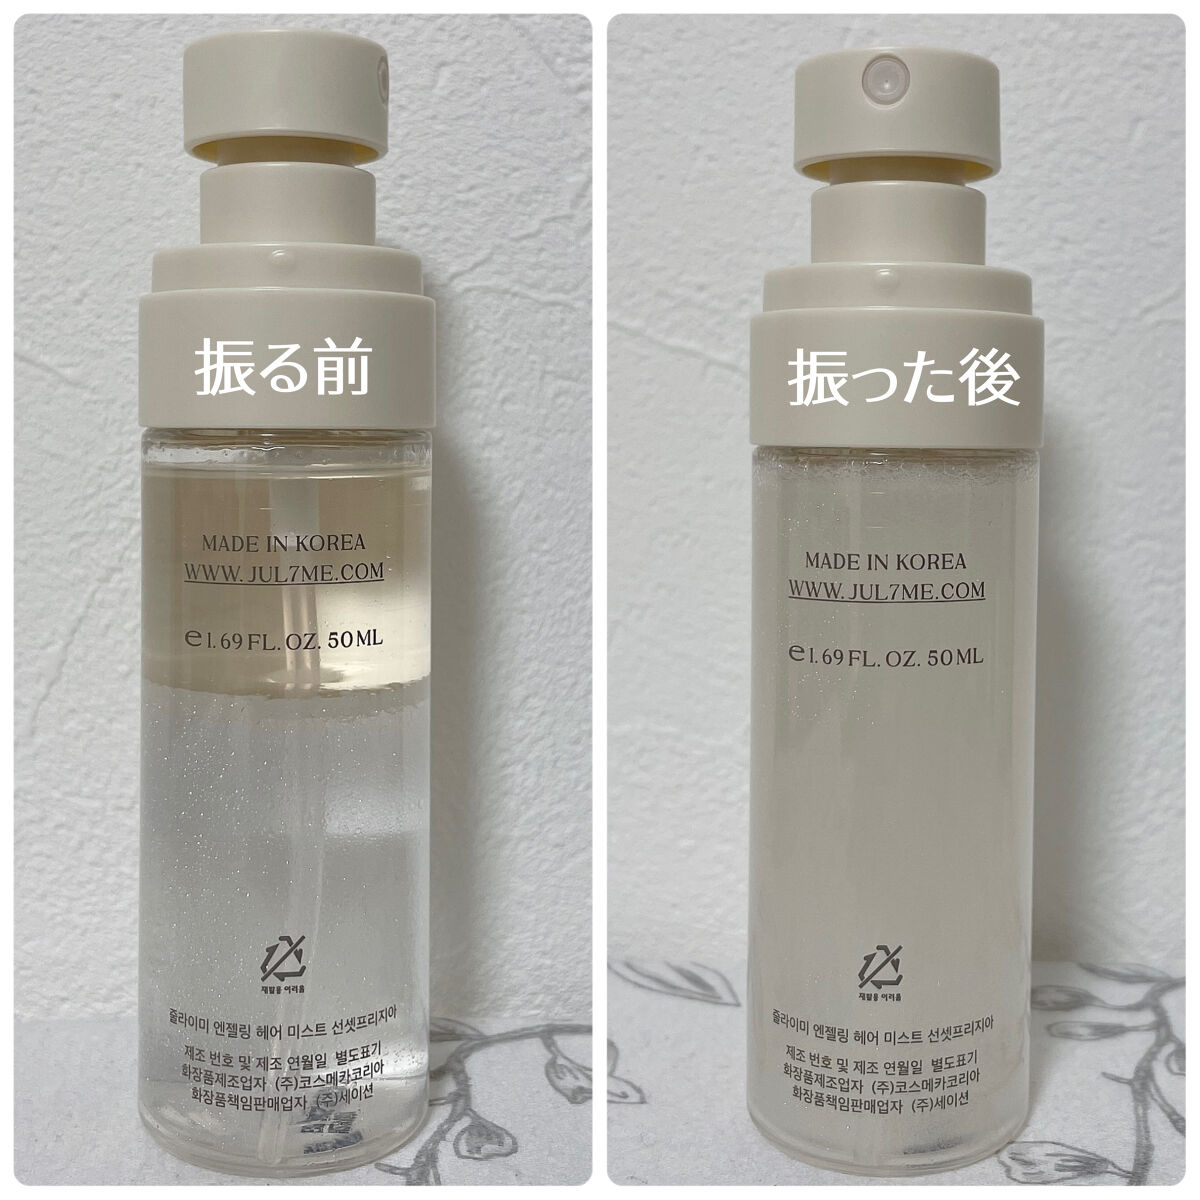 振る前
MADE IN KOREA
WWW. JUL7ME.COM
e1.69 FL. OZ. 50 ML
재활용 어려움
줄라이미 엔젤링 헤어 미스트 선셋프리지아
제조 번호 및 제조 연월일 별도표기
화장품제조업자 (주)코스메카코리아
화장품책임판매업자 (주)세이션
振った後
MADE IN KOREA
WWW. JUL7ME.COM
e1.69 FL. OZ. 50 ML
재활용 어려움
줄라이미 엔젤링 헤어 미스트 선셋프리지아
제조 번호 및 제조 연월일 별도표기
화장품제조업자 (주)코스메카코리아
화장품책임판매업자 (주)세이션